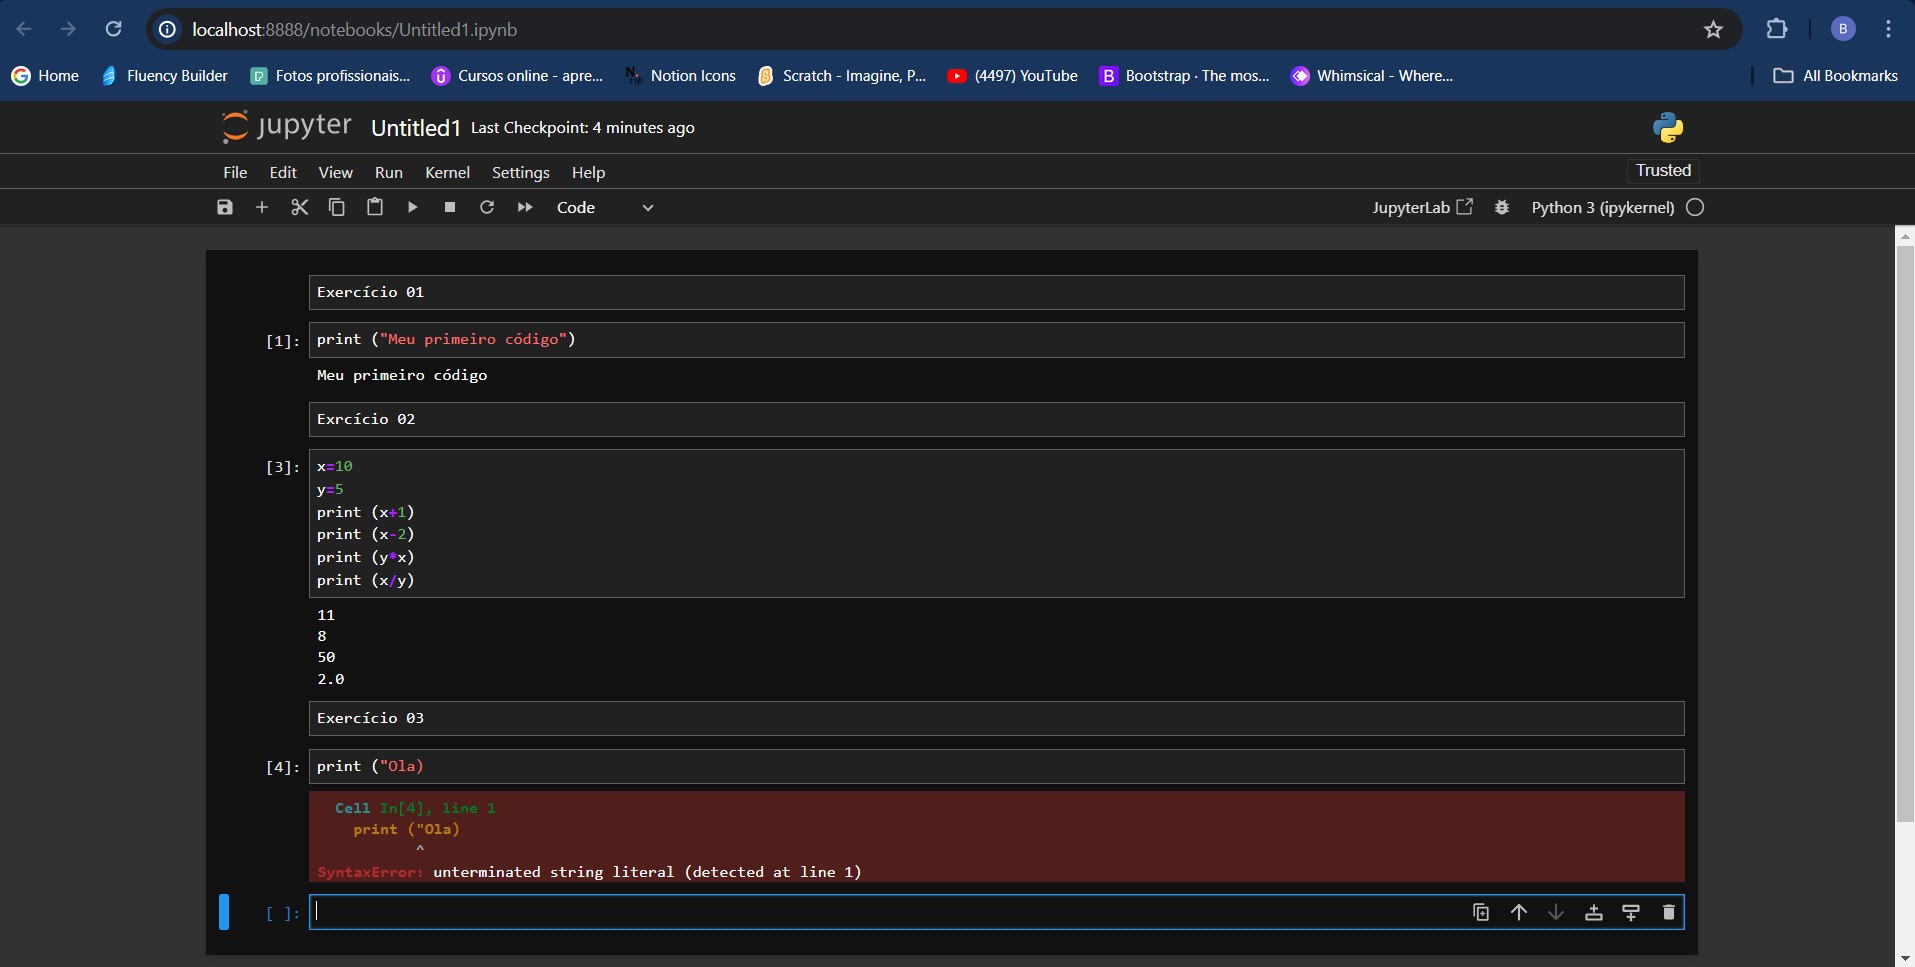 localhost:8888/notebooks/Untitled1.ipynb
B
Home
Fluency Builder
Fotos profissionais...
Cursos online - apre...
Notion Icons
Scratch - Imagine, P...
(4497) YouTube
Bootstrap · The mos...
Whimsical - Where...
All Bookmarks
jupyter
Untitled1
Last Checkpoint: 4 minutes ago
File
Edit
View
Run
Kernel
Settings
Help
Trusted
Code
JupyterLab
Python 3 (ipykernel)
Exercício 01
[1]:
print ("Meu primeiro código")
Meu primeiro código
Exrcício 02
[3]:
x=10
y=5
print (x+1)
print (x-2)
print (y*x)
print (x/y)
11
8
50
2.0
Exercício 03
[4]:
print ("Ola)
Cell In[4], line 1
print ("Ola)
^
SyntaxError: unterminated string literal (detected at line 1)
[ ]: